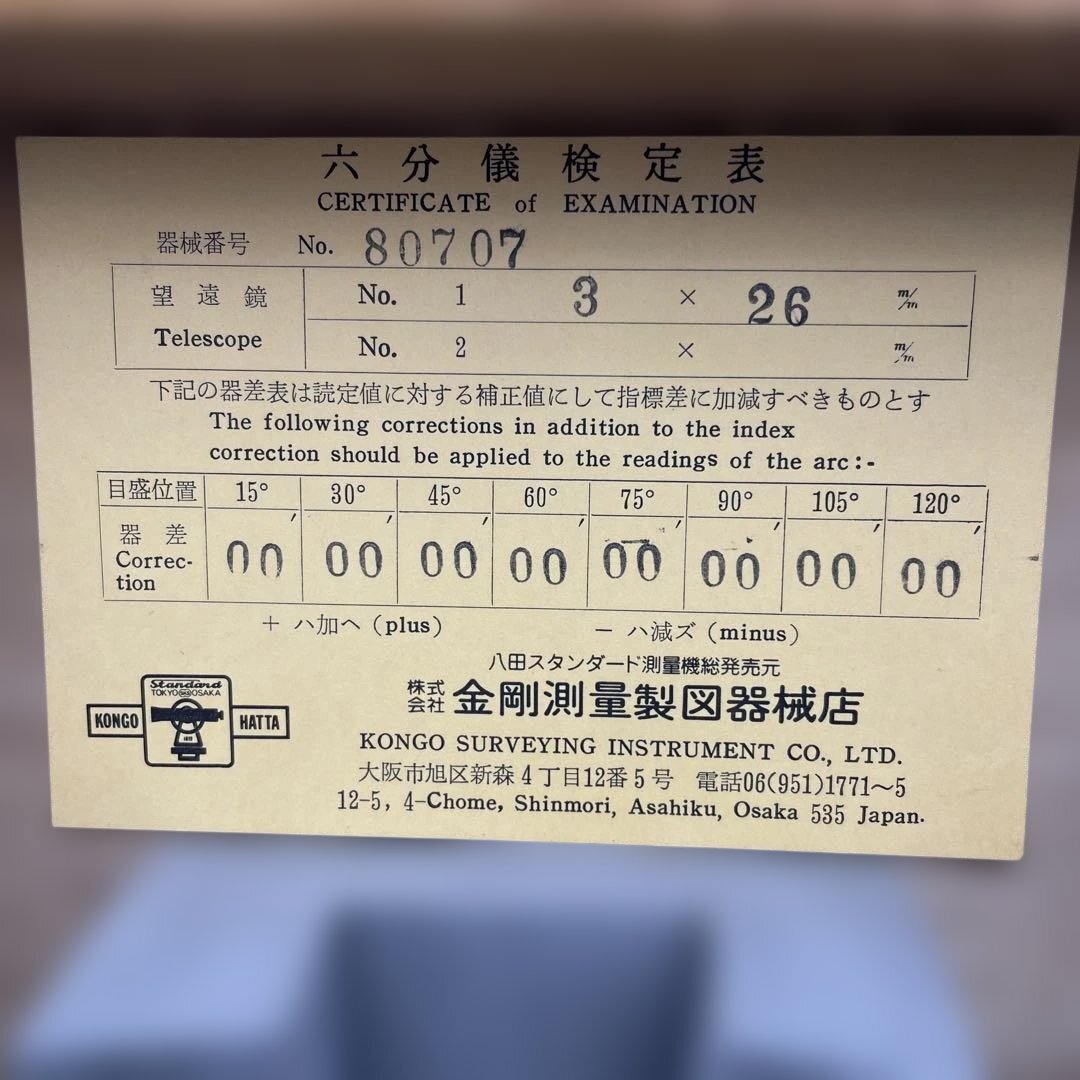 六分儀検定表
CERTIFICATE of EXAMINATION
器械番号 No. 80707
望遠鏡 Telescope
No. 1 3 × 26 m/m
No. 2 × m/m
下記の器差表は読定値に対する補正値にして指標差に加減すべきものとす
The following corrections in addition to the index
correction should be applied to the readings of the arc:-
目盛位置 15° 30° 45° 60° 75° 90° 105° 120°
器差 Correc-tion 00′ 00′ 00′ 00′ 00′ 00′ 00′ 00′
+ ハ加ヘ (plus) − ハ減ズ (minus)
八田スタンダード測量機総発売元
株式会社 金剛測量製図器械店
Standard
TOKYO SKS OSAKA
KONGO HATTA
KONGO SURVEYING INSTRUMENT CO., LTD.
大阪市旭区新森4丁目12番5号 電話06(951)1771〜5
12-5, 4-Chome, Shinmori, Asahiku, Osaka 535 Japan.